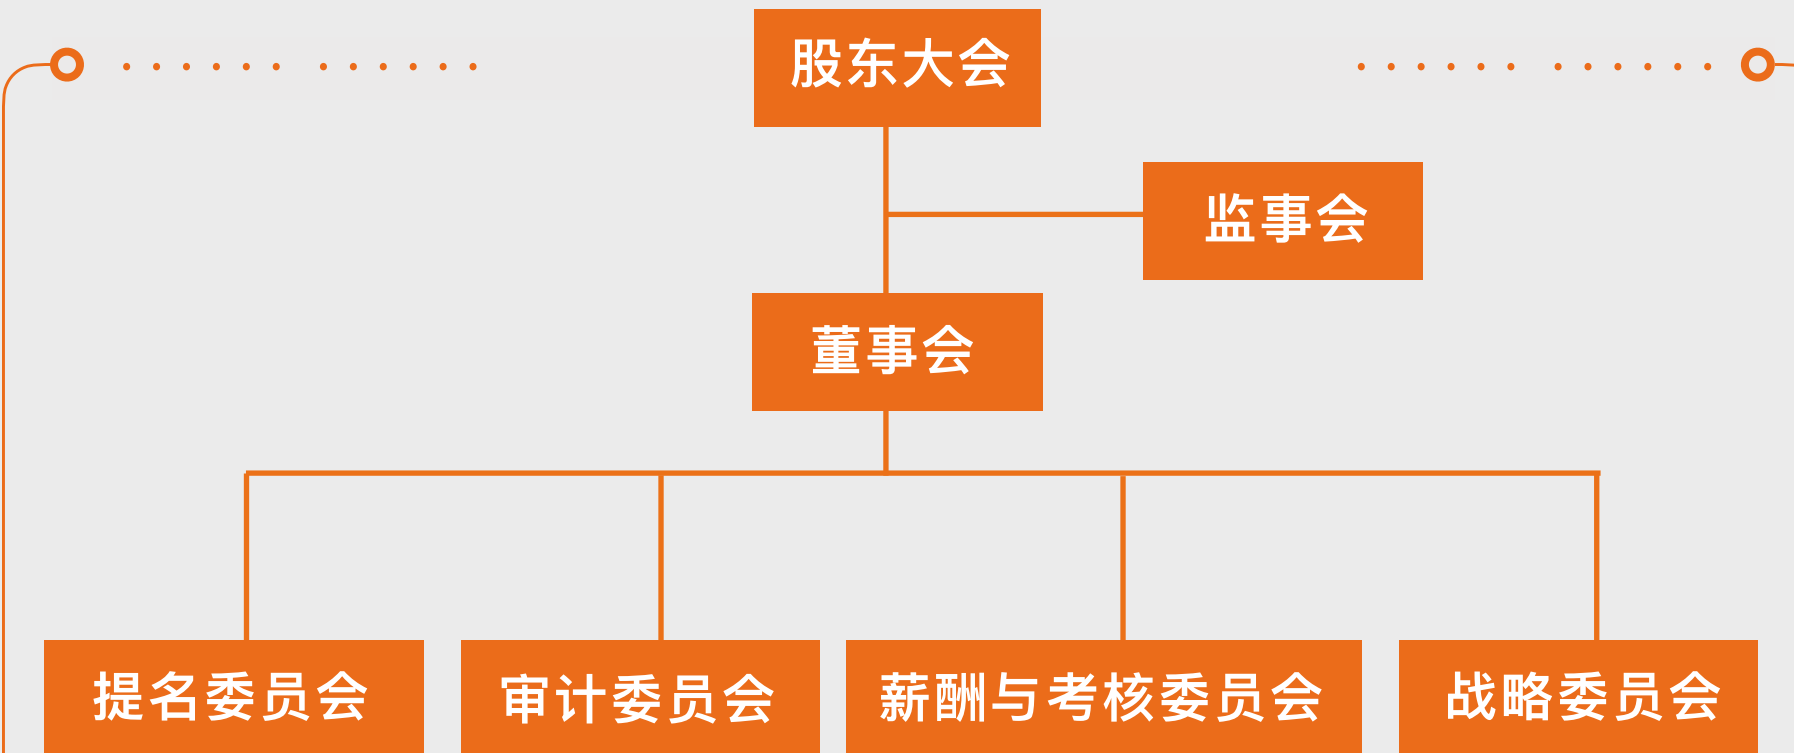 股东大会
监事会
董事会
提名委员会
审计委员会
薪酬与考核委员会
战略委员会